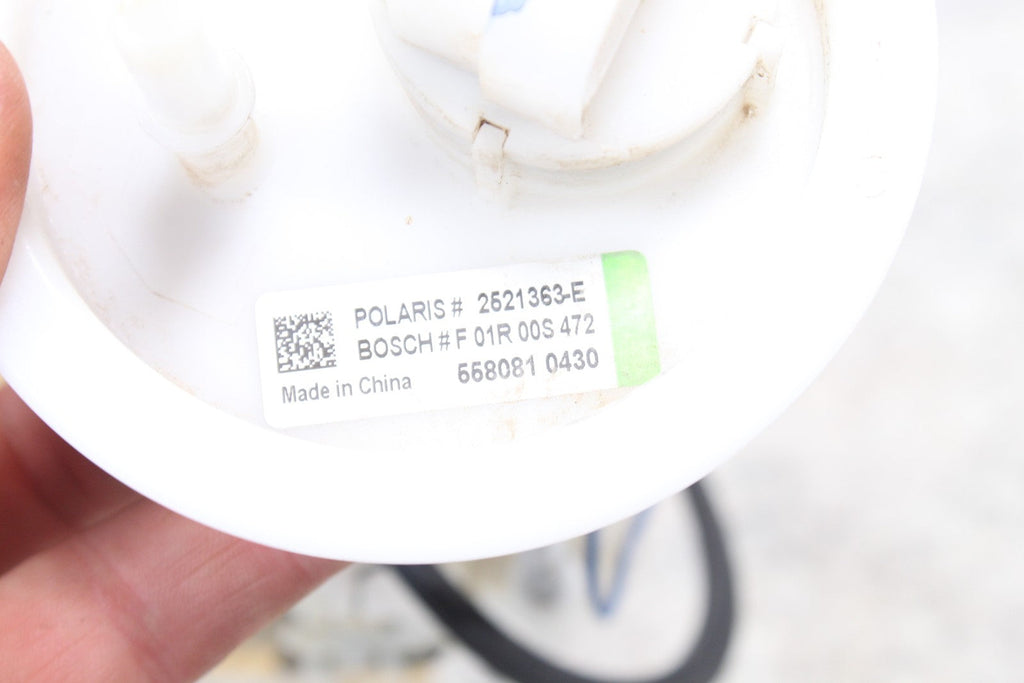 POLARIS # 2521363-E
BOSCH # F 01R 00S 472
558081 0430
Made in China